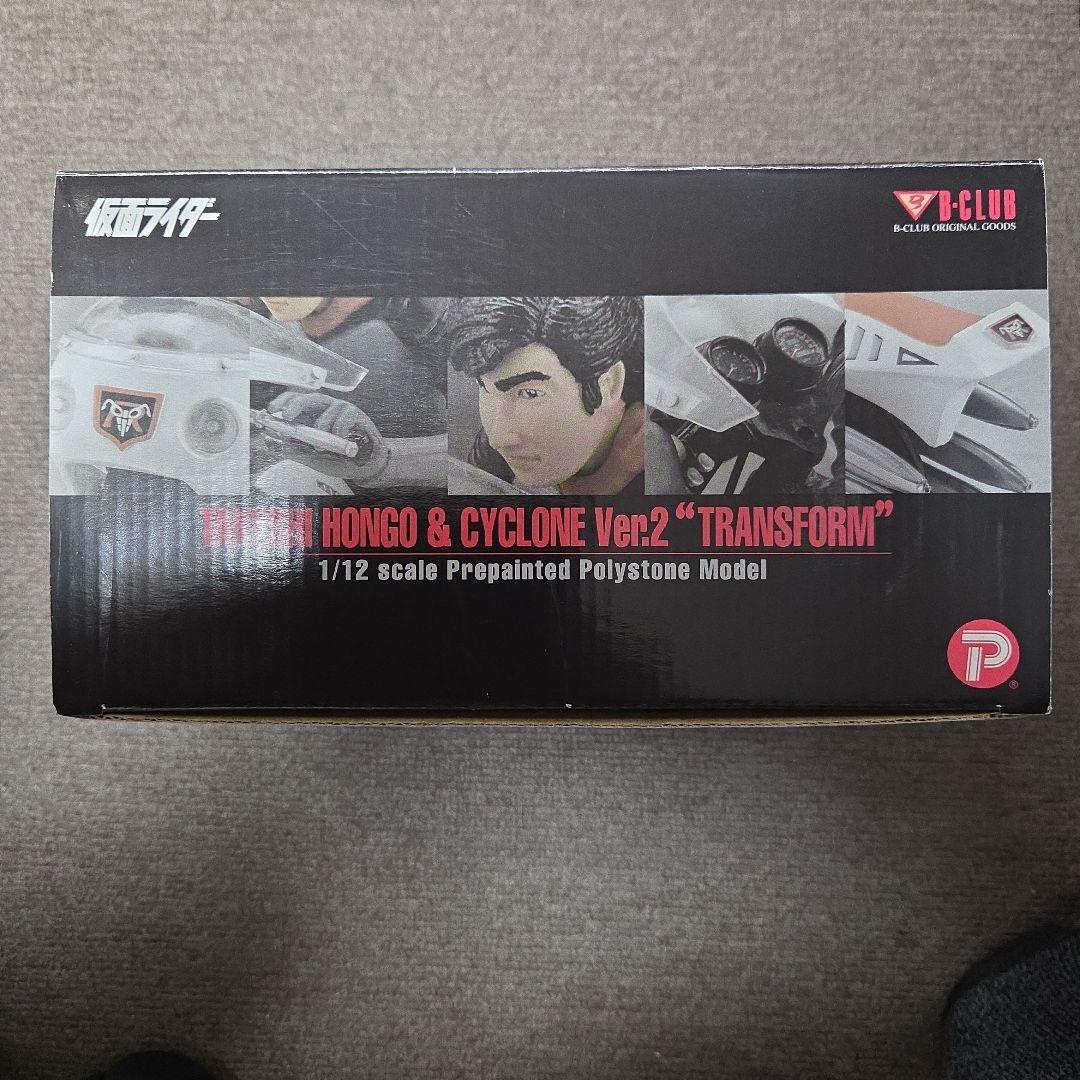 仮面ライダー
B-CLUB
B-CLUB ORIGINAL GOODS
TAKESHI HONGO & CYCLONE Ver.2 “TRANSFORM”
1/12 scale Prepainted Polystone Model
P
®